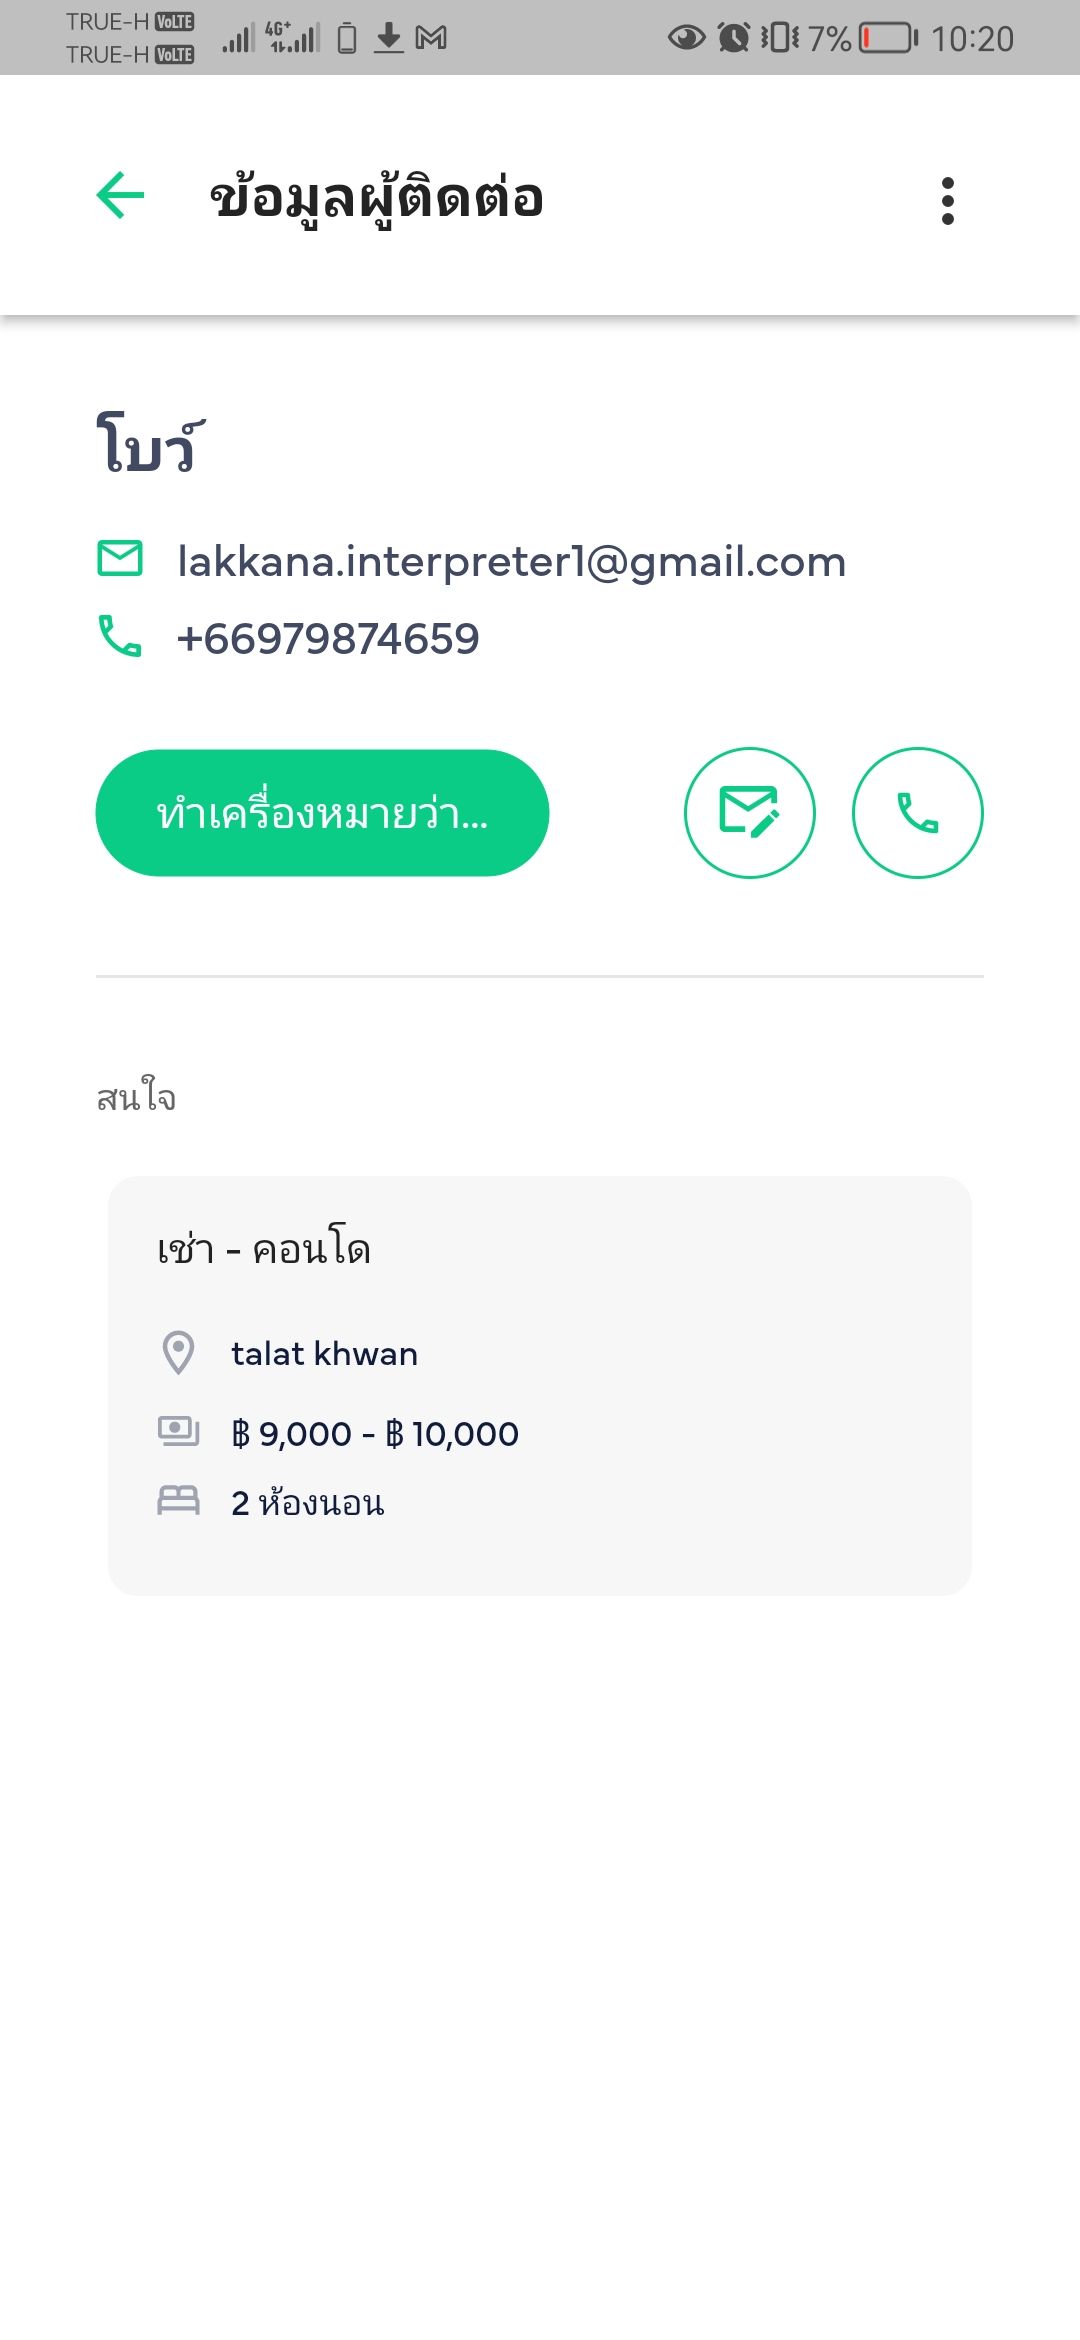 TRUE-H VoLTE
TRUE-H VoLTE
4G+
7%
10:20
ข้อมูลผู้ติดต่อ
โบว์
lakkana.interpreter1@gmail.com
+66979874659
ทำเครื่องหมายว่า...
สนใจ
เช่า - คอนโด
talat khwan
฿ 9,000 - ฿ 10,000
2 ห้องนอน